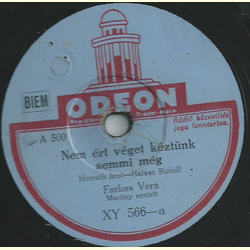 BIEM
ODEON
Rádió közvetítés
joga fenntartva.
A 500
Nem ért véget köztünk
semmi még
Horváth Jenő—Halász Rudolf
Farkas Vera
Martiny sextett
XY 566—a